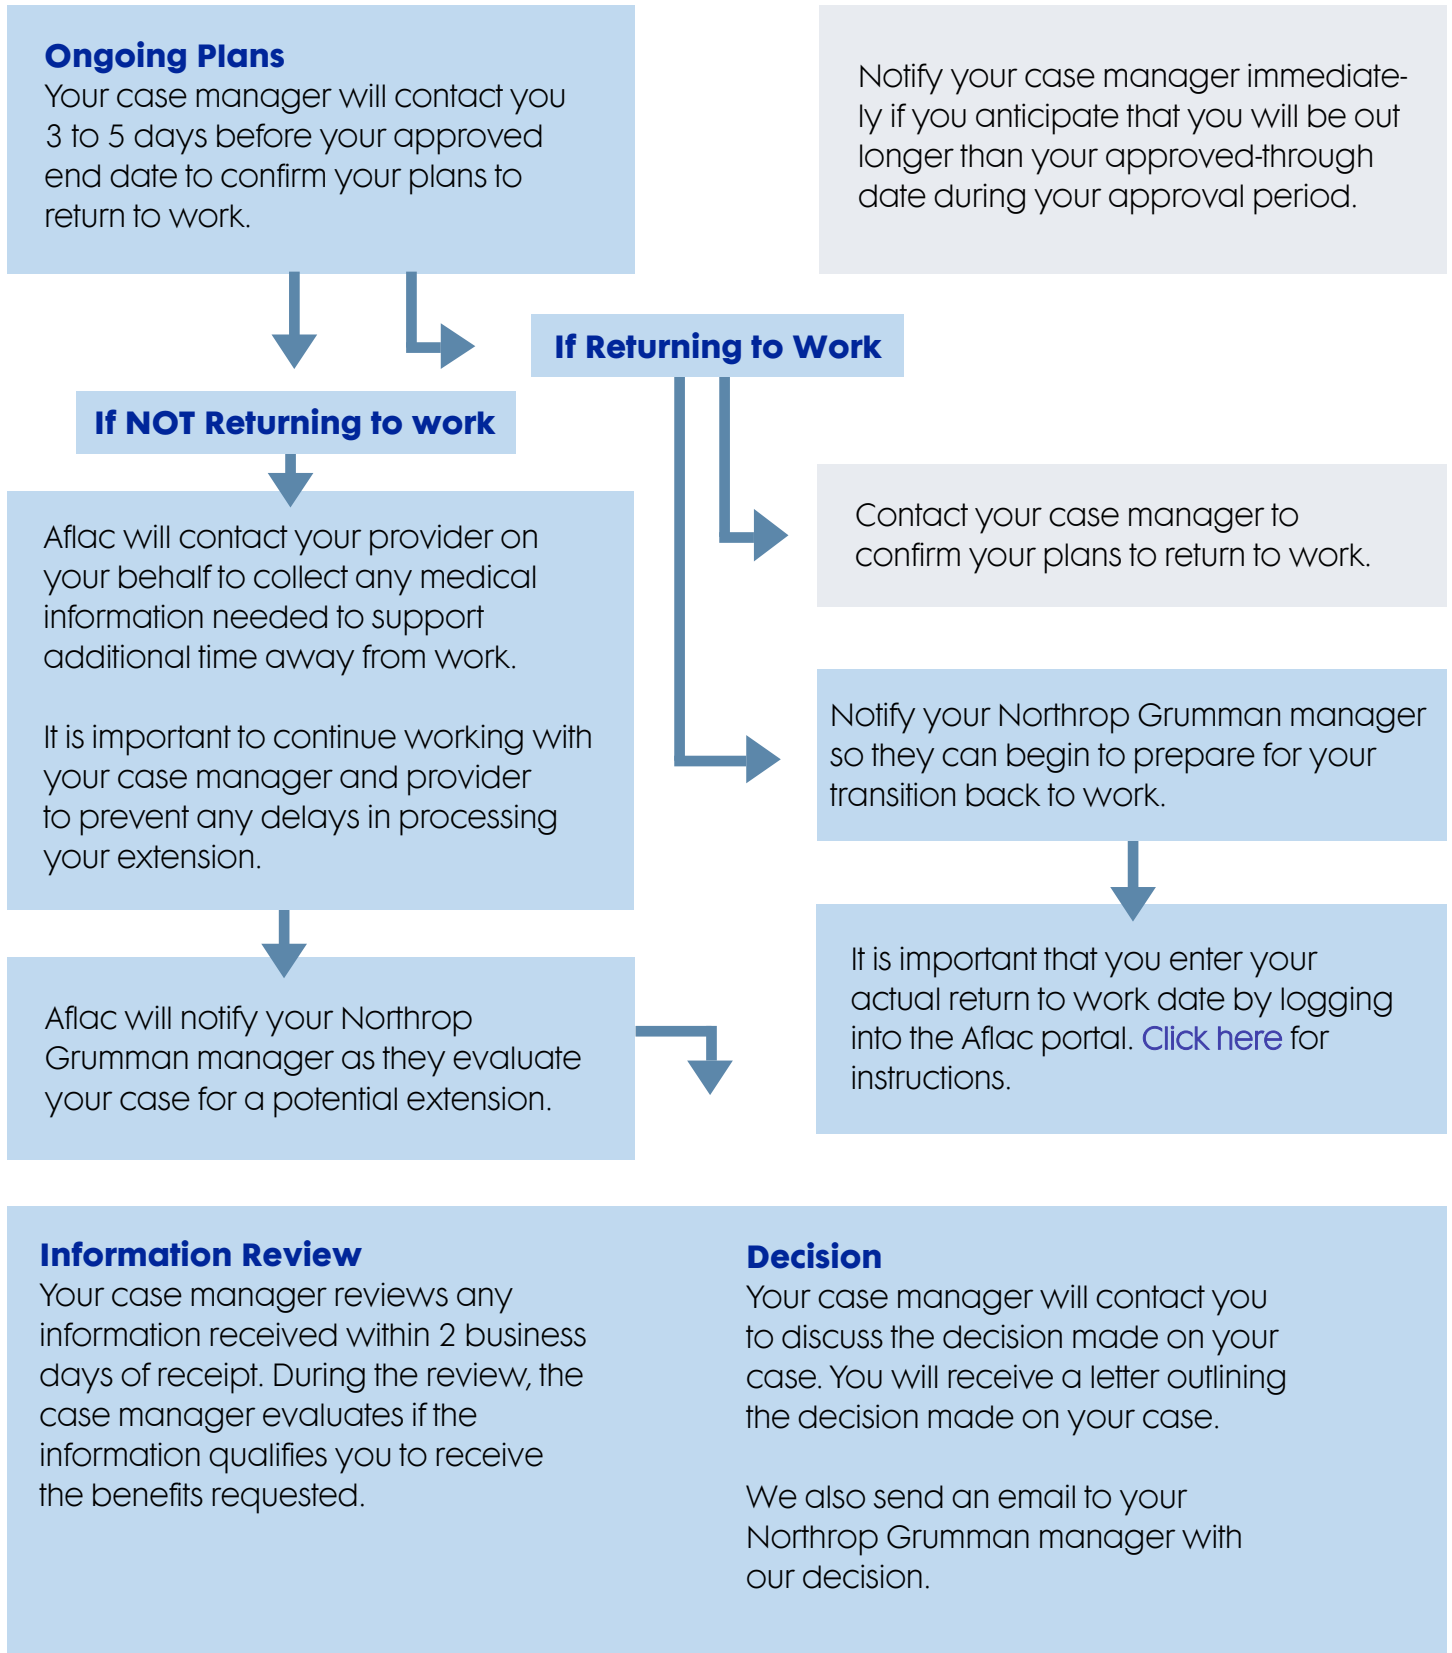 Ongoing Plans
Your case manager will contact you
3 to 5 days before your approved
end date to confirm your plans to
return to work.
Notify your case manager immediate-
ly if you anticipate that you will be out
longer than your approved-through
date during your approval period.
If Returning to Work
If NOT Returning to work
Aflac will contact your provider on
your behalf to collect any medical
information needed to support
additional time away from work.
It is important to continue working with
your case manager and provider
to prevent any delays in processing
your extension.
Contact your case manager to
confirm your plans to return to work.
Notify your Northrop Grumman manager
so they can begin to prepare for your
transition back to work.
Aflac will notify your Northrop
Grumman manager as they evaluate
your case for a potential extension.
It is important that you enter your
actual return to work date by logging
into the Aflac portal. Click here for
instructions.
Information Review
Your case manager reviews any
information received within 2 business
days of receipt. During the review, the
case manager evaluates if the
information qualifies you to receive
the benefits requested.
Decision
Your case manager will contact you
to discuss the decision made on your
case. You will receive a letter outlining
the decision made on your case.
We also send an email to your
Northrop Grumman manager with
our decision.